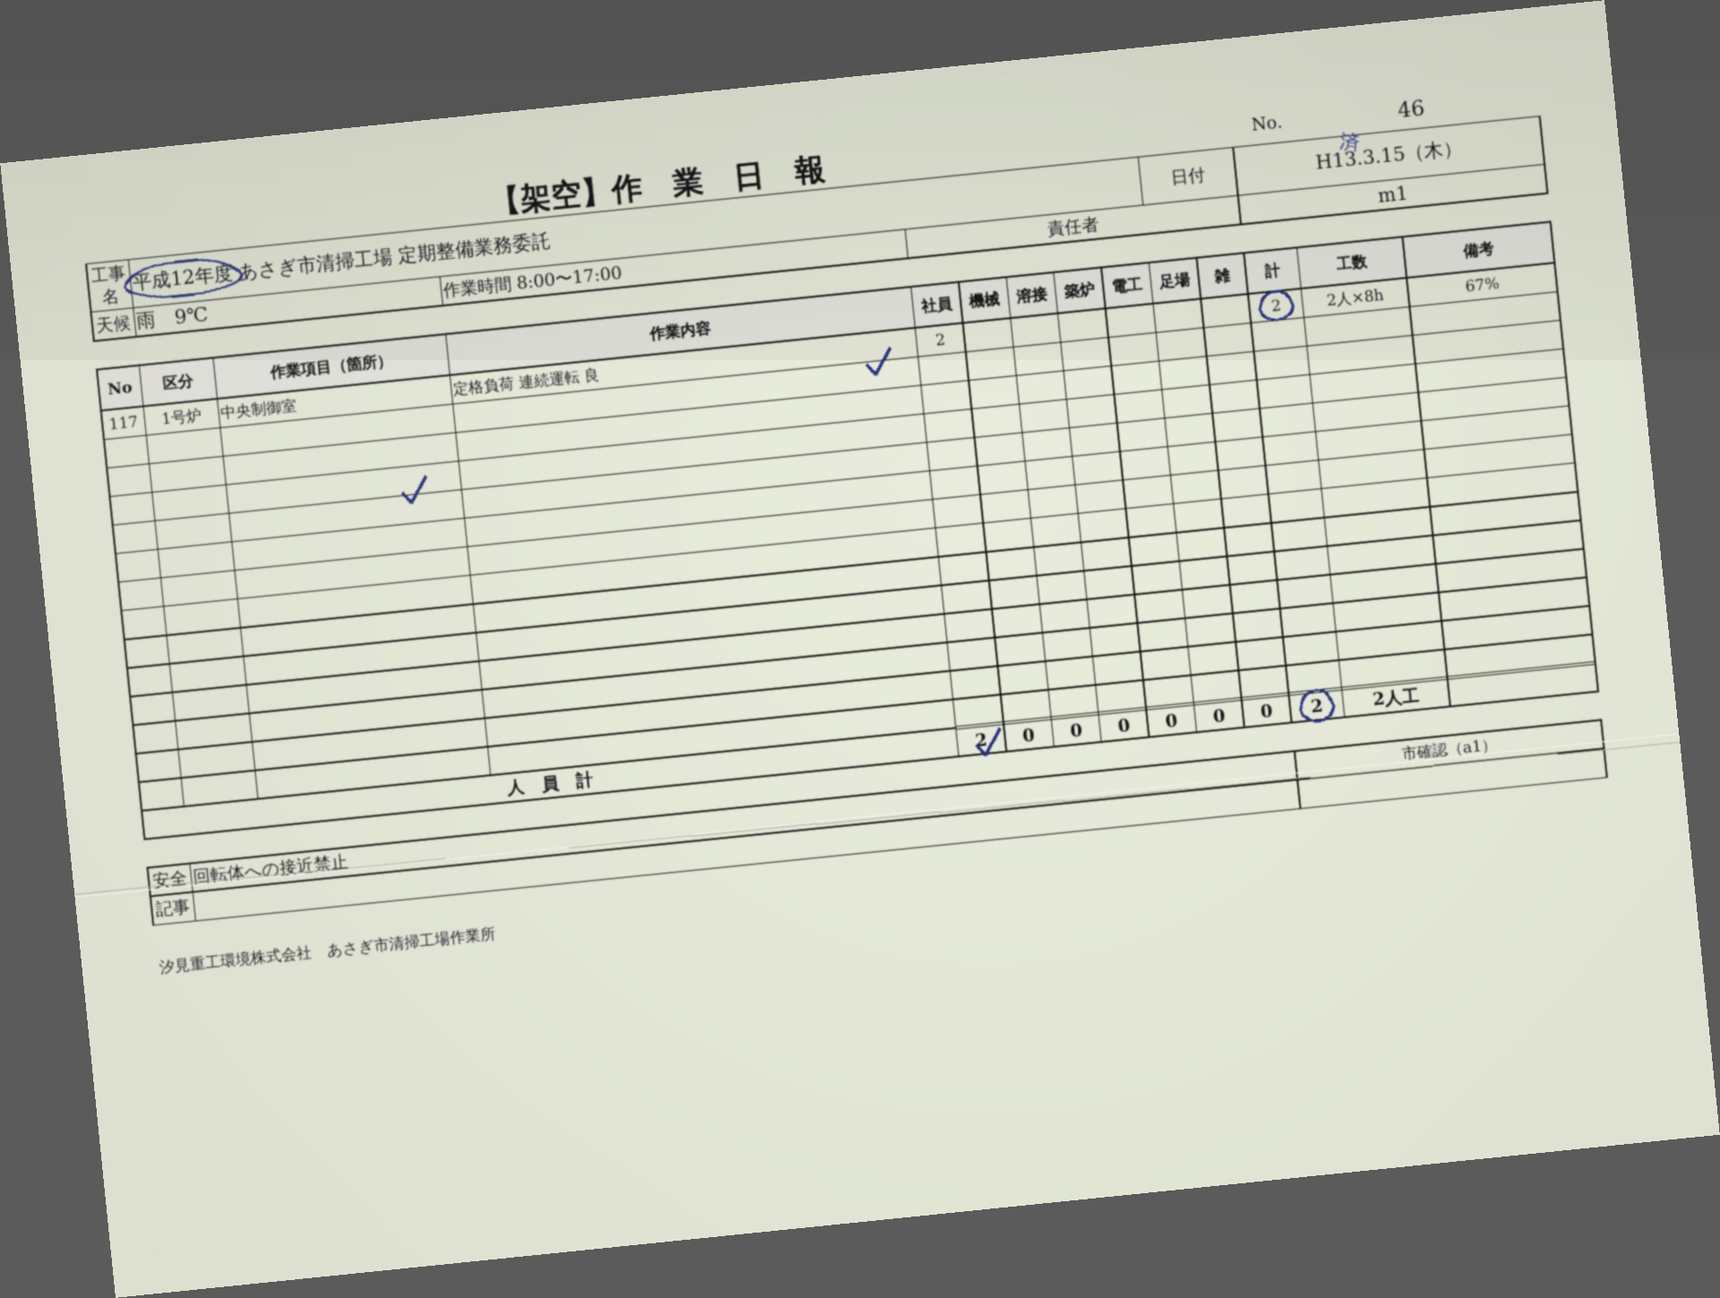 No. 46
【架空】作 業 日 報
済
工事名 平成12年度 あさぎ市清掃工場 定期整備業務委託 日付 H13.3.15（木）
天候 雨 9℃ 作業時間 8:00〜17:00 責任者 m1
No 区分 作業項目（箇所） 作業内容 社員 機械 溶接 築炉 電工 足場 雑 計 工数 備考
117 1号炉 中央制御室 定格負荷 連続運転 良 2 2 2人×8h 67%
人 員 計 2 0 0 0 0 0 0 2 2人工
安全 回転体への接近禁止 市確認（a1）
記事
汐見重工環境株式会社 あさぎ市清掃工場作業所